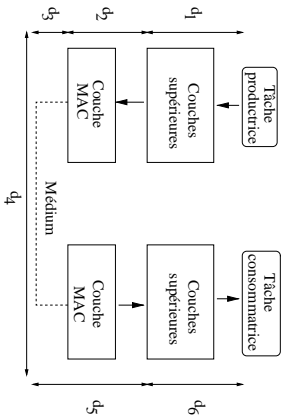 Tâche
productrice
Tâche
consommatrice
d1
Couches
supérieures
Couches
supérieures
d6
d2
Couche
MAC
Couche
MAC
d5
d3
Médium
d4